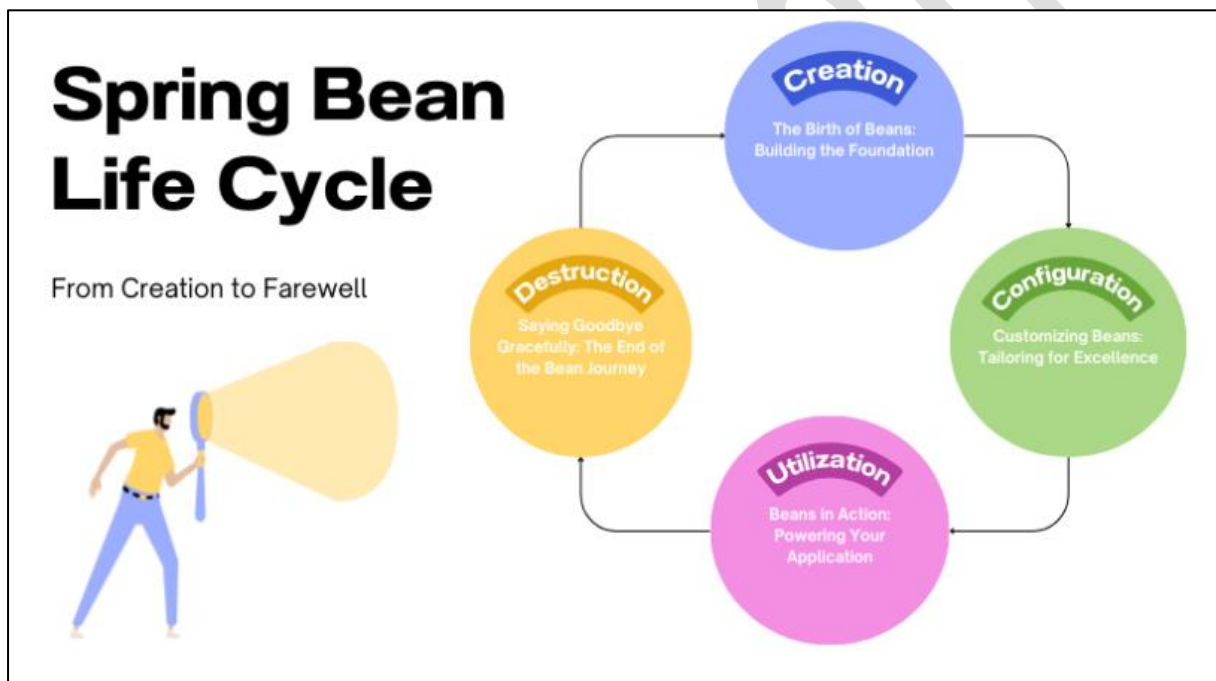 Spring Bean
Life Cycle
From Creation to Farewell
Creation
The Birth of Beans:
Building the Foundation
Configuration
Customizing Beans:
Tailoring for Excellence
Utilization
Beans in Action:
Powering Your
Application
Destruction
Saying Goodbye
Gracefully: The End of
the Bean Journey